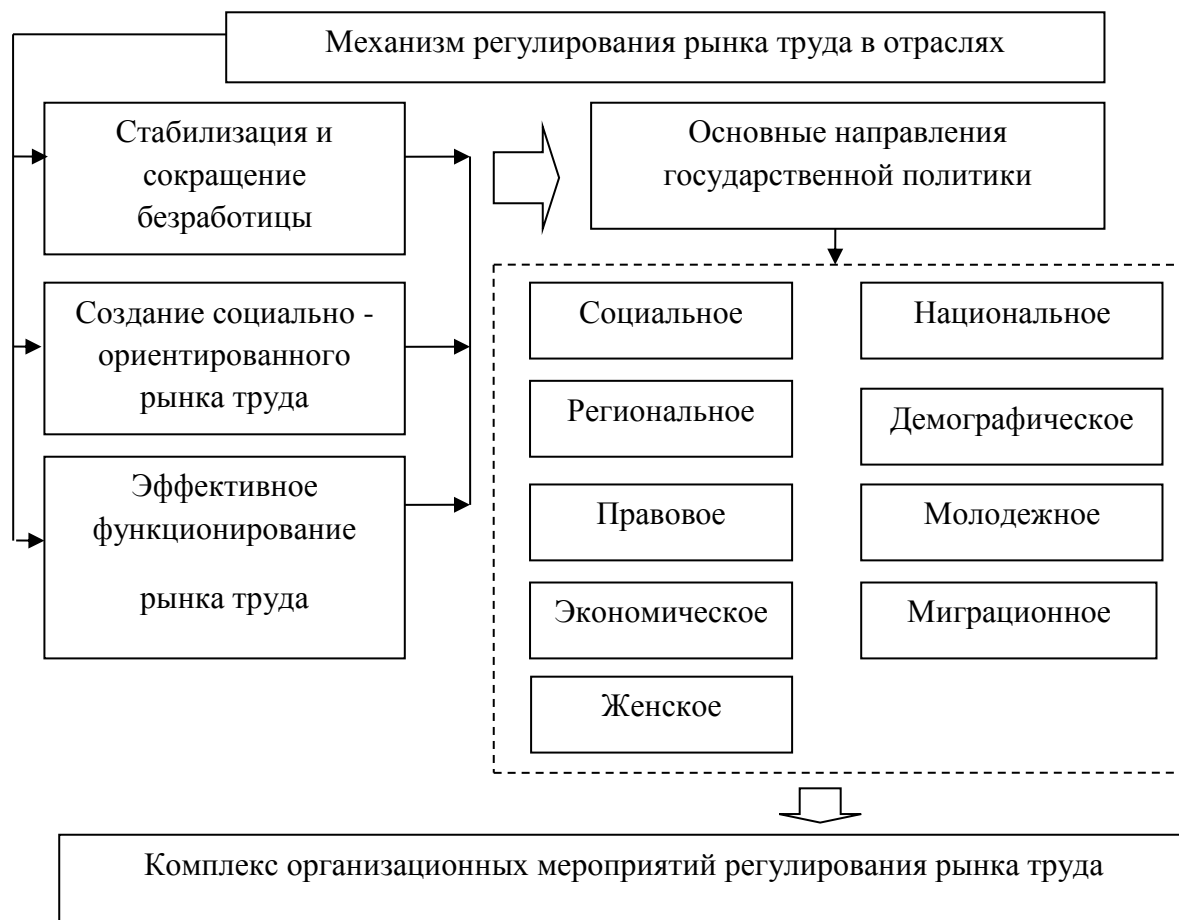 Механизм регулирования рынка труда в отраслях
Стабилизация и
сокращение
безработицы
Основные направления
государственной политики
Создание социально -
ориентированного
рынка труда
Эффективное
функционирование
рынка труда
Социальное
Национальное
Региональное
Демографическое
Правовое
Молодежное
Экономическое
Миграционное
Женское
Комплекс организационных мероприятий регулирования рынка труда